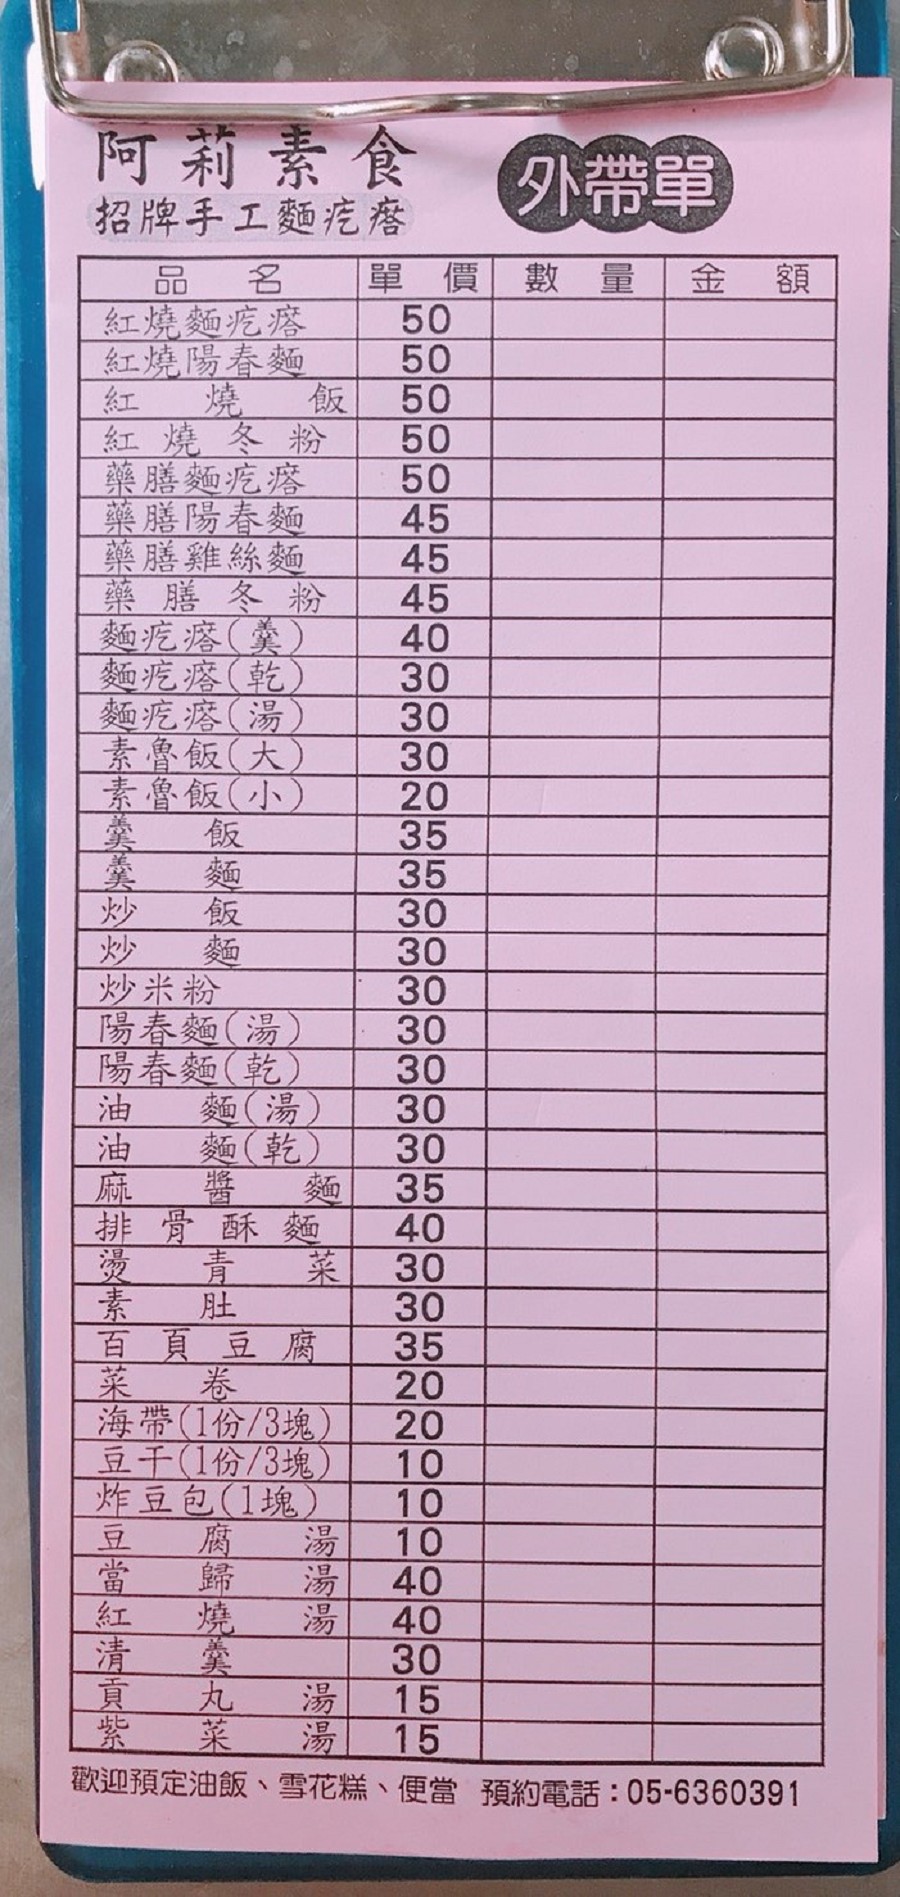 阿莉素食
外帶單
招牌手工麵疙瘩
品名 單價 數量 金額
紅燒麵疙瘩 50
紅燒陽春麵 50
紅燒飯 50
紅燒冬粉 50
藥膳麵疙瘩 50
藥膳陽春麵 45
藥膳雞絲麵 45
藥膳冬粉 45
麵疙瘩(羹) 40
麵疙瘩(乾) 30
麵疙瘩(湯) 30
素魯飯(大) 30
素魯飯(小) 20
羹飯 35
羹麵 35
炒飯 30
炒麵 30
炒米粉 30
陽春麵(湯) 30
陽春麵(乾) 30
油麵(湯) 30
油麵(乾) 30
麻醬麵 35
排骨酥麵 40
燙青菜 30
素肚 30
百頁豆腐 35
菜卷 20
海帶(1份/3塊) 20
豆干(1份/3塊) 10
炸豆包(1塊) 10
豆腐湯 10
當歸湯 40
紅燒湯 40
清羹 30
貢丸湯 15
紫菜湯 15
歡迎預定油飯、雪花糕、便當 預約電話：05-6360391